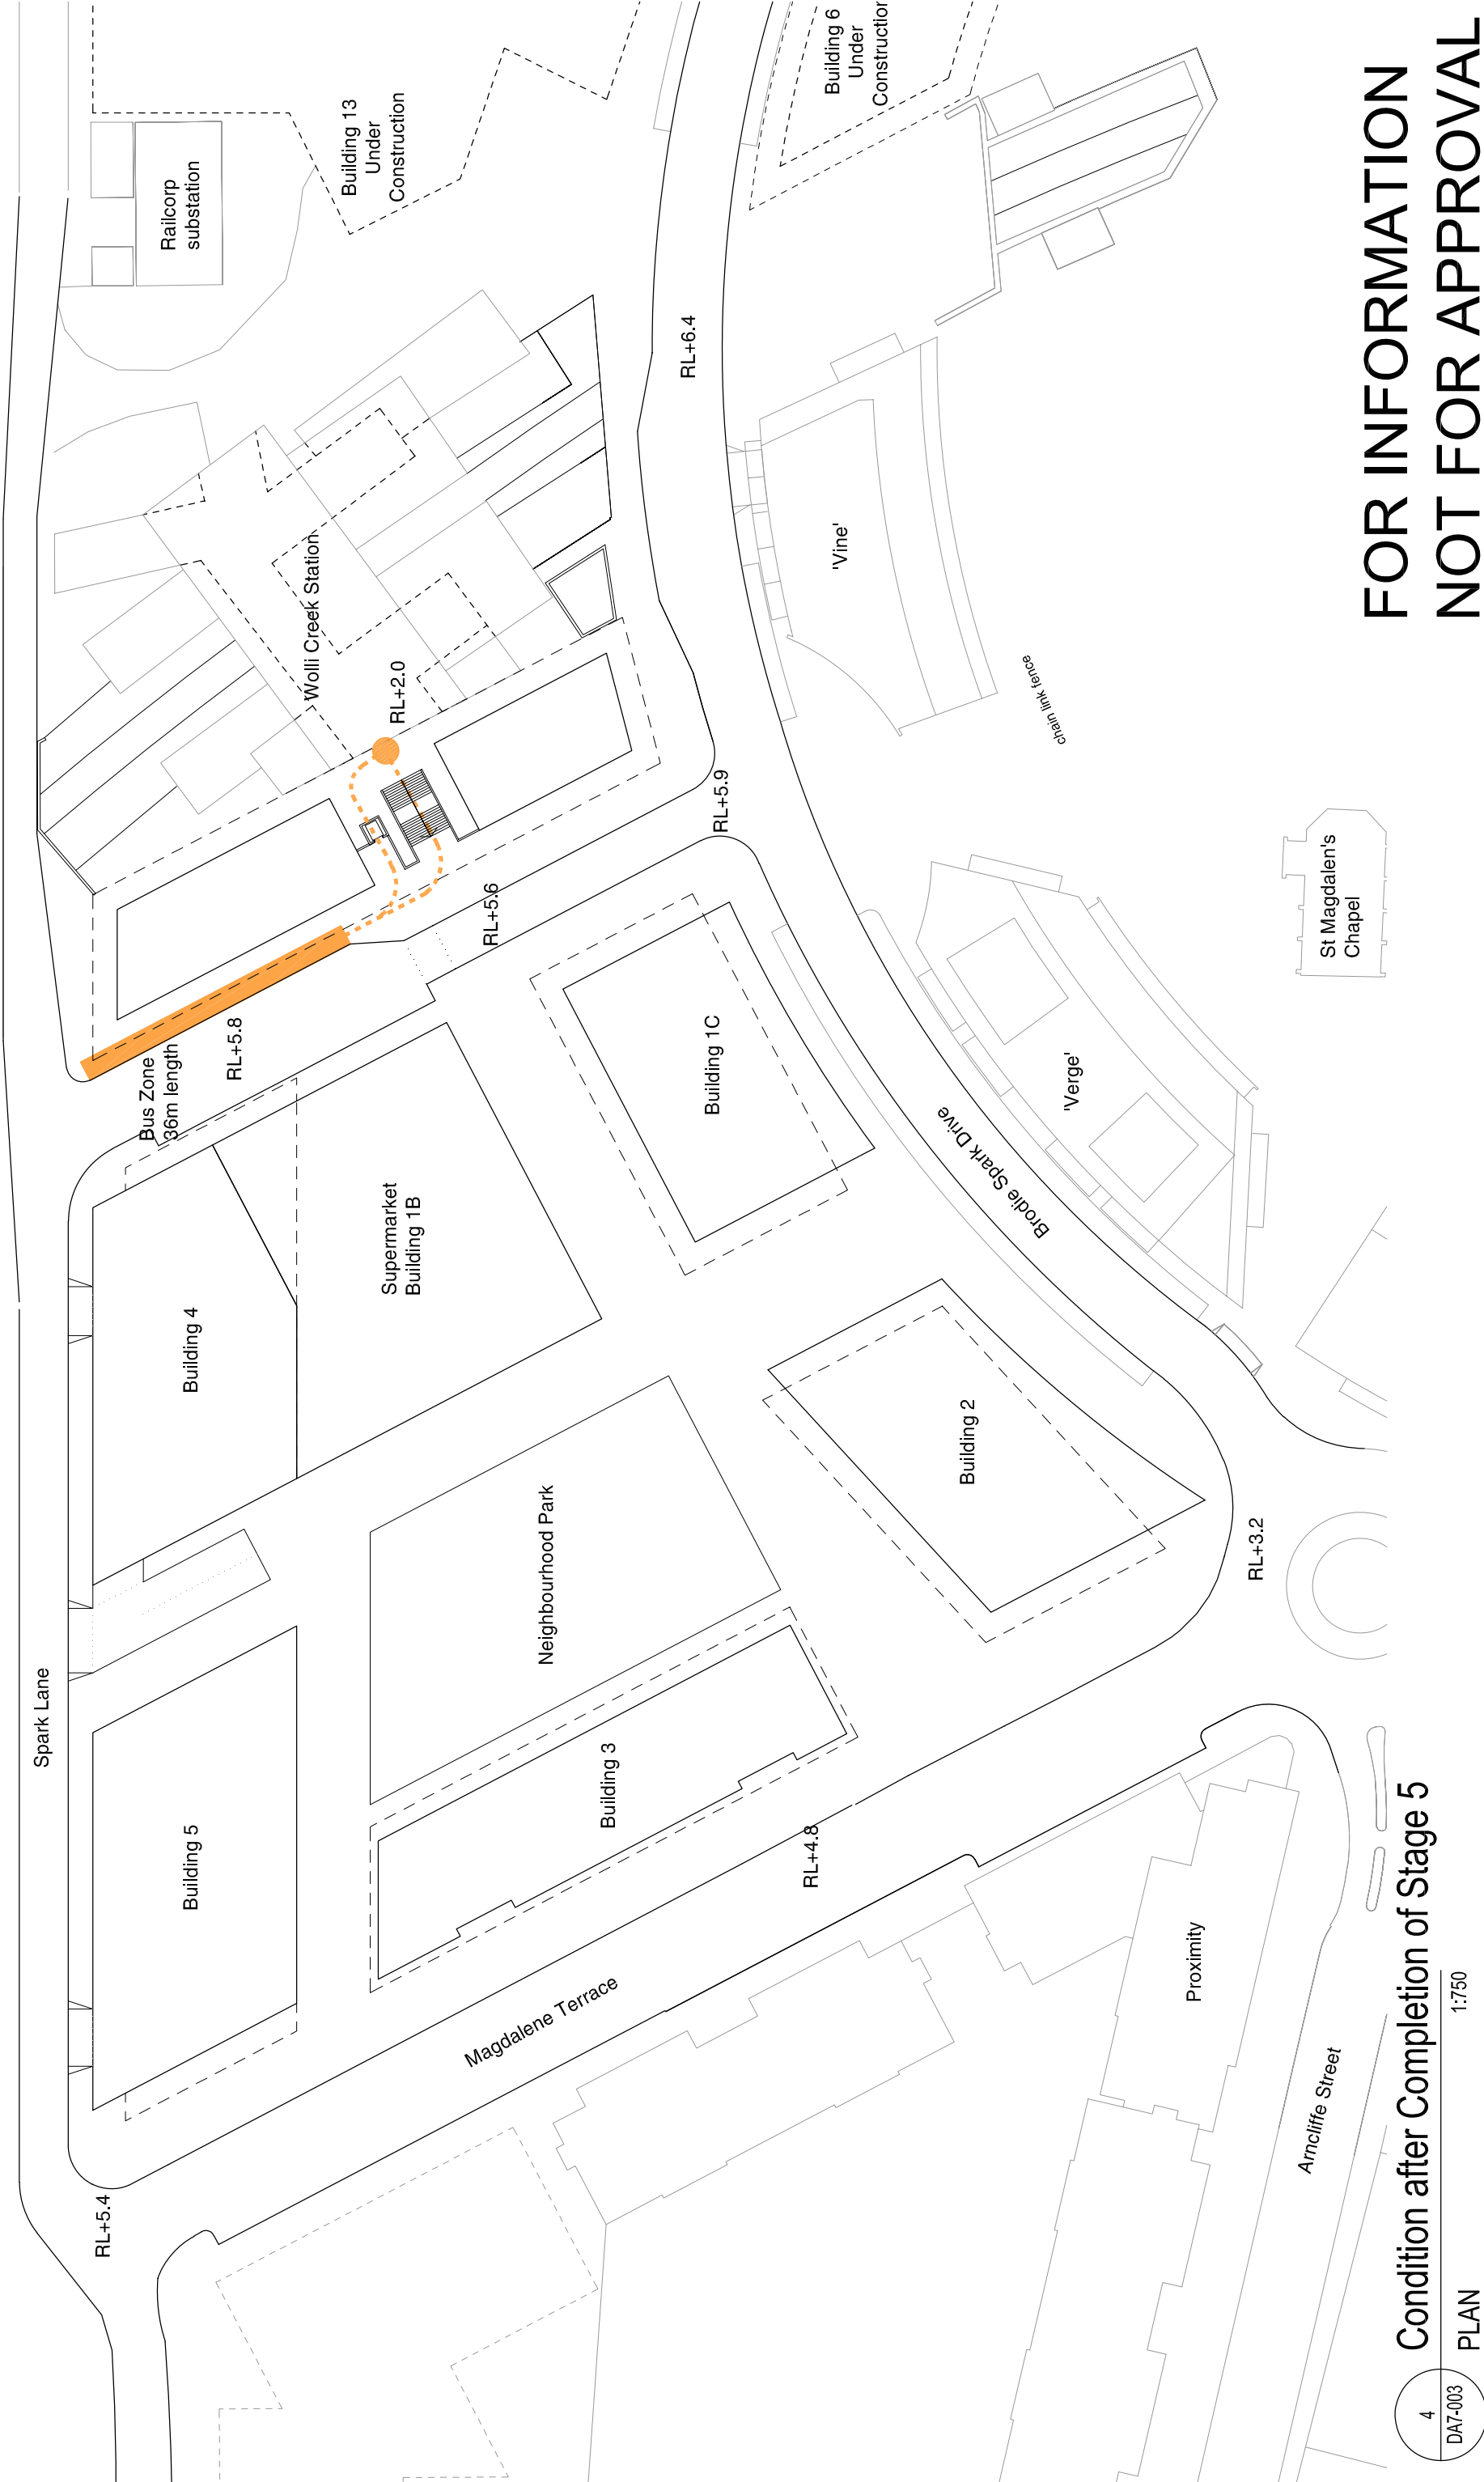 Spark Lane
RL+5.4
Building 5
Building 4
Bus Zone
36m length
RL+5.8
Railcorp
substation
Building 13
Under
Construction
Wolli Creek Station
RL+2.0
RL+5.6
Supermarket
Building 1B
Neighbourhood Park
Building 3
Magdalene Terrace
RL+4.8
Building 1C
RL+5.9
RL+6.4
Building 6
Under
Construction
'Vine'
chain link fence
Brodie Spark Drive
'Verge'
Building 2
RL+3.2
St Magdalen's
Chapel
Proximity
Arncliffe Street
4
DA7-003
Condition after Completion of Stage 5
PLAN
1:750
FOR INFORMATION
NOT FOR APPROVAL